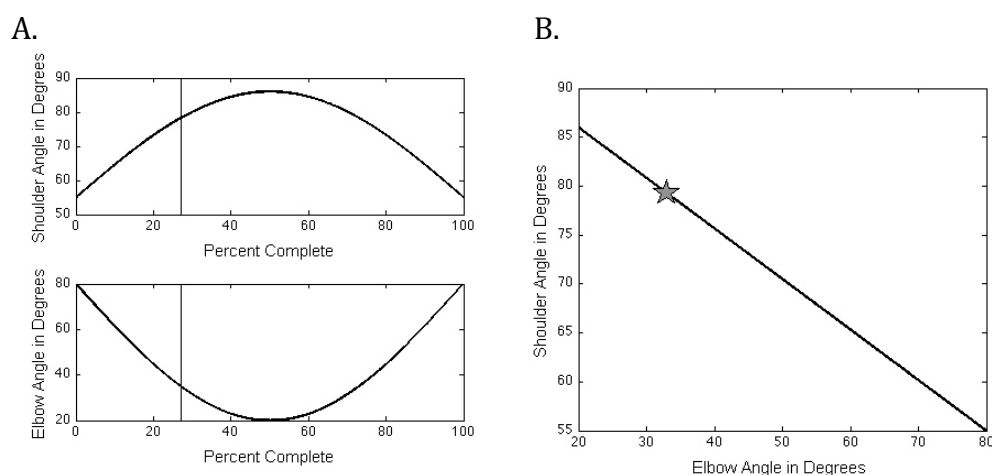 A.
Shoulder Angle in Degrees
90
80
70
60
50
0 20 40 60 80 100
Percent Complete
Elbow Angle in Degrees
80
60
40
20
0 20 40 60 80 100
Percent Complete
B.
Shoulder Angle in Degrees
90
85
80
75
70
65
60
55
20 30 40 50 60 70 80
Elbow Angle in Degrees